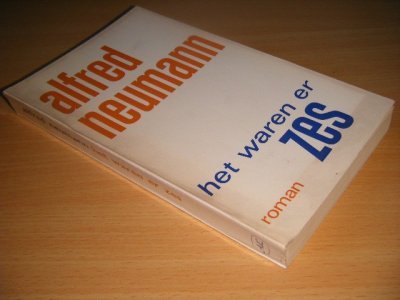 alfred
neumann
het waren er
zes
roman